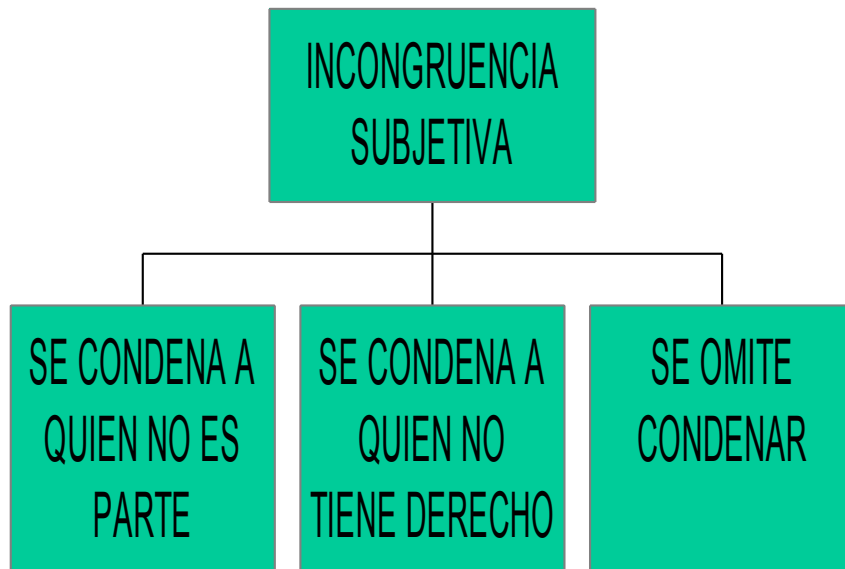 INCONGRUENCIA
SUBJETIVA
SE CONDENA A
QUIEN NO ES
PARTE
SE CONDENA A
QUIEN NO
TIENE DERECHO
SE OMITE
CONDENAR